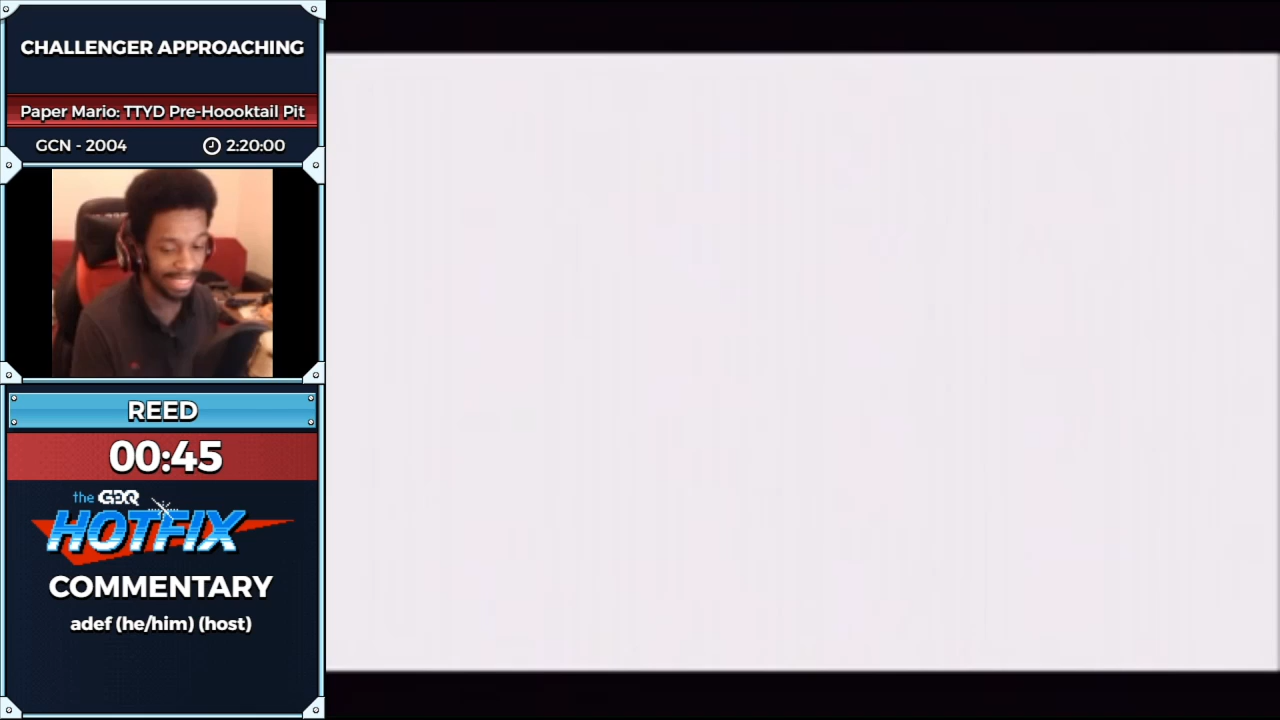 CHALLENGER APPROACHING
Paper Mario: TTYD Pre-Hoooktail Pit
GCN - 2004 2:20:00
REED
00:45
the GDQ
HOTFIX
COMMENTARY
adef (he/him) (host)